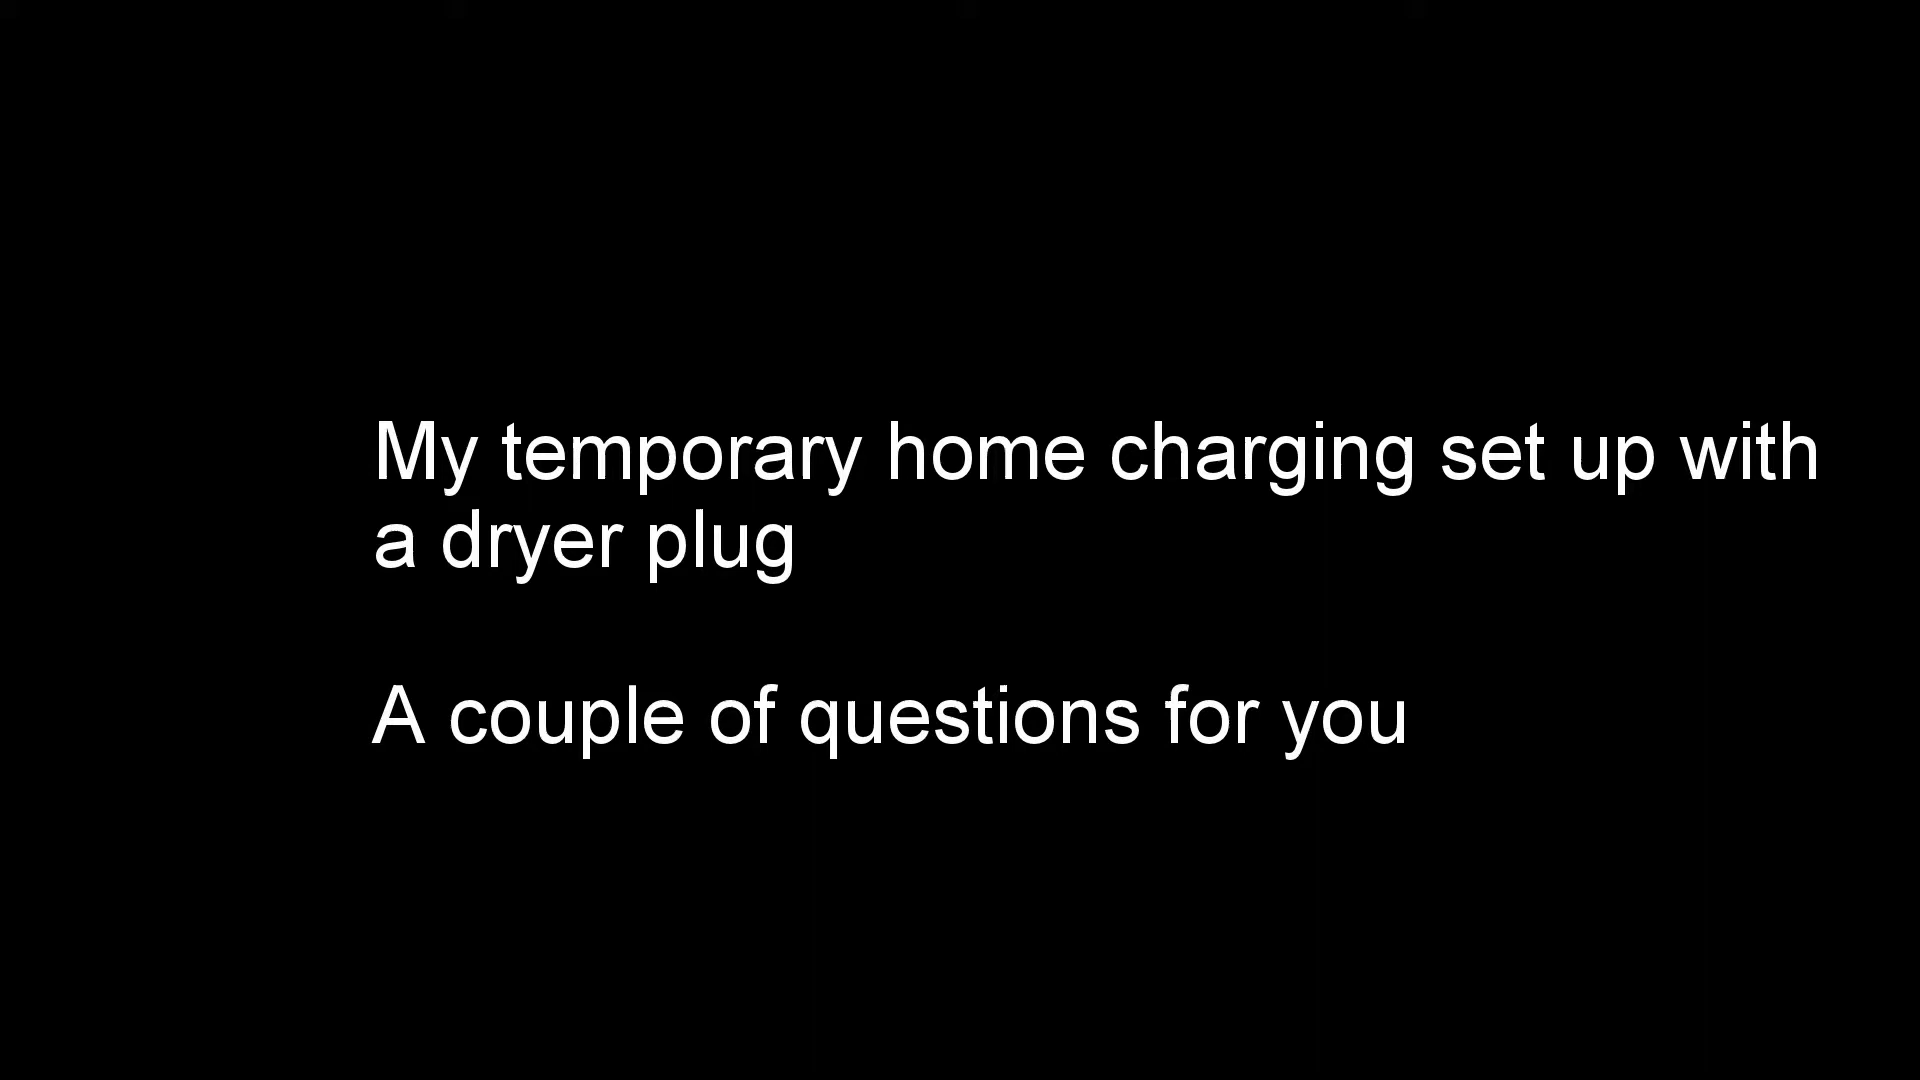 My temporary home charging set up with
a dryer plug
A couple of questions for you